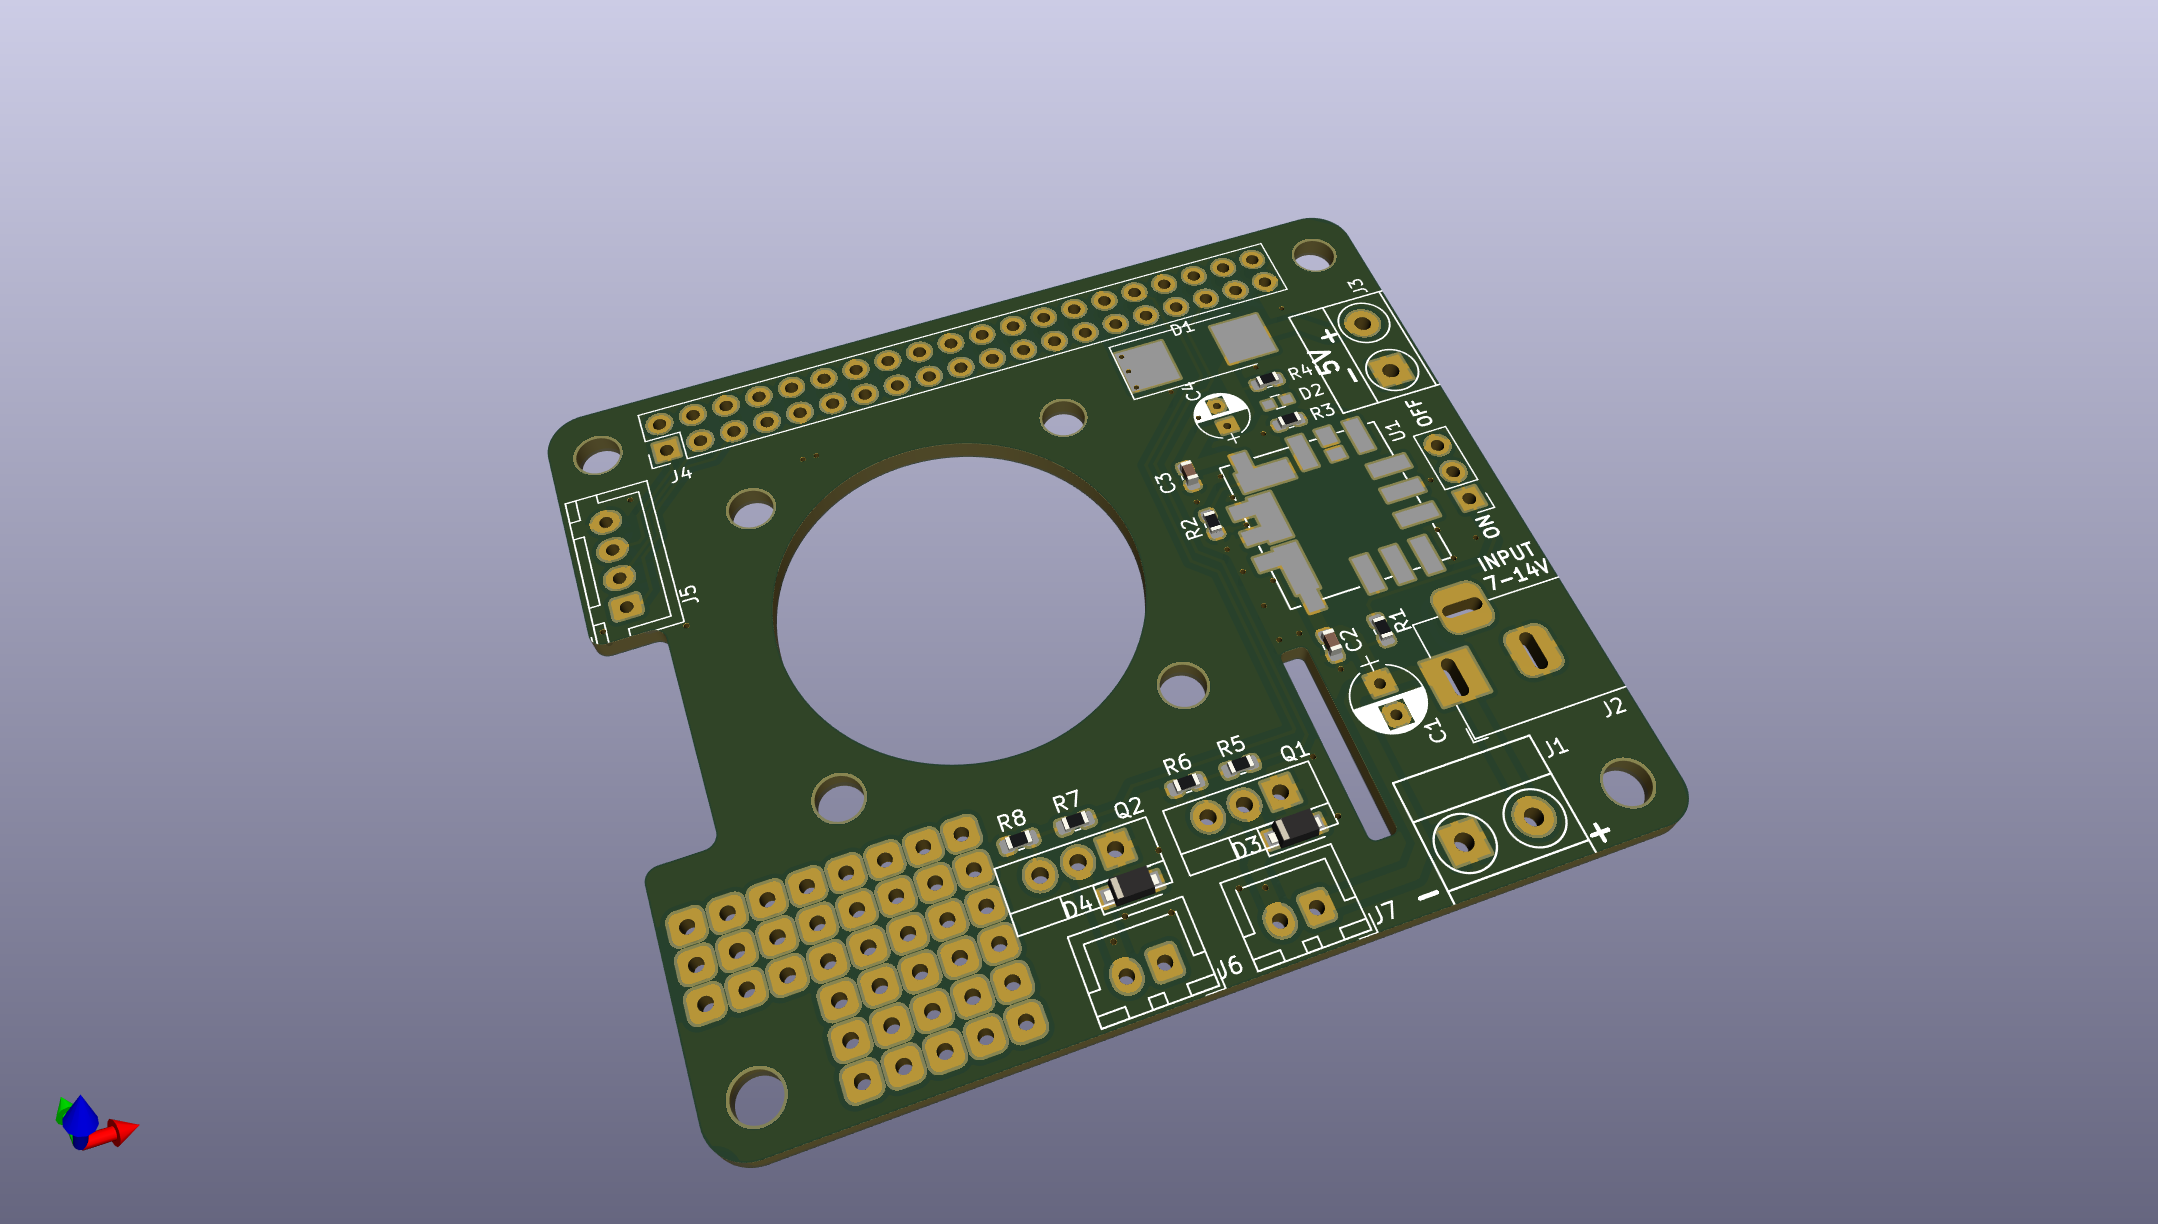 J3
+
5V
-
D1
R4
D2
C4
R3
OFF
U1
J4
C3
R2
ON
INPUT
7-14V
J5
R1
C2
+
+
J2
C1
J1
Q1
R5
R6
Q2
R7
R8
+
D3
-
D4
J7
J6